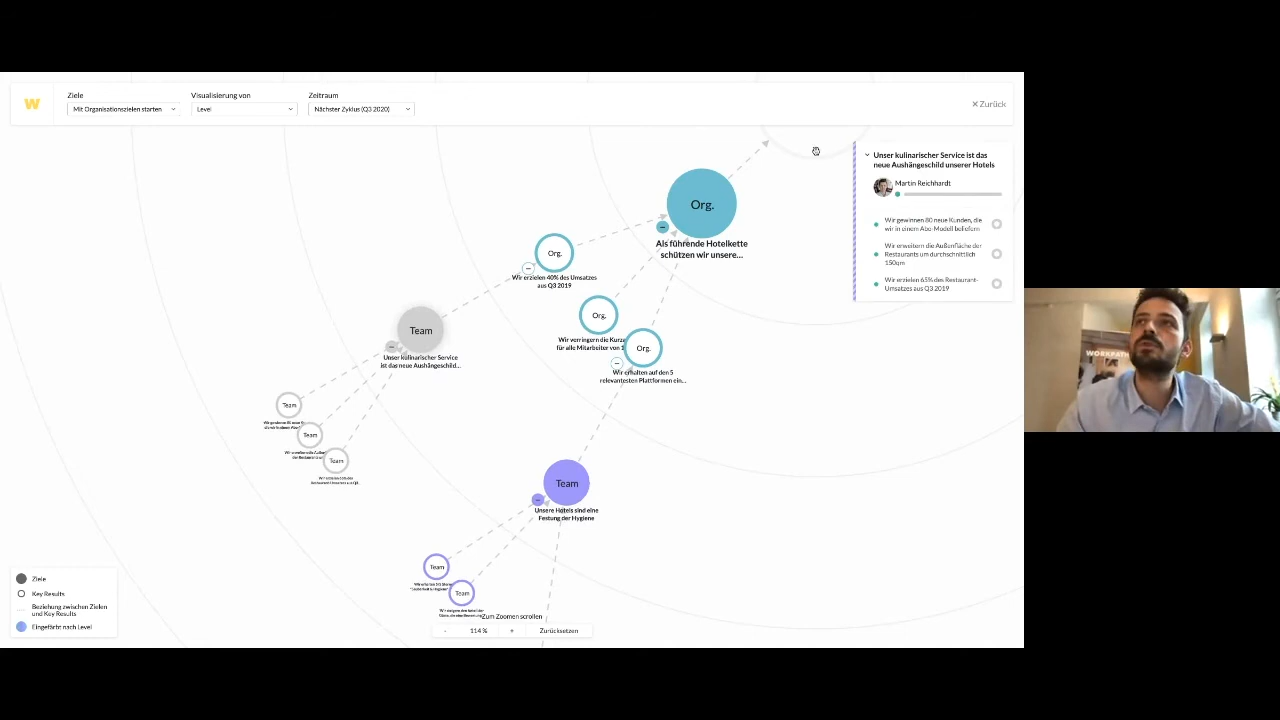 W
Ziele
Visualisierung von
Zeitraum
Mit Organisationszielen starten
Level
Nächster Zyklus (Q3 2020)
✕ Zurück
Unser kulinarischer Service ist das
neue Aushängeschild unserer Hotels
Martin Reichhardt
Wir gewinnen 80 neue Kunden, die
wir in einem Abo-Modell beliefern
Wir erweitern die Außenfläche der
Restaurants um durchschnittlich
150qm
Wir erzielen 65% des Restaurant-
Umsatzes aus Q3 2019
Org.
Als führende Hotelkette
schützen wir unsere...
Org.
Wir erzielen 40% des Umsatzes
aus Q3 2019
Org.
Wir verringern die Kurza
für alle Mitarbeiter von 1
Org.
Wir erhalten auf den 5
relevantesten Plattformen ein...
Team
Unser kulinarischer Service
ist das neue Aushängeschild...
Team
Team
Team
Team
Unsere Hotels sind eine
Festung der Hygiene
Team
Team
Ziele
Key Results
Beziehung zwischen Zielen
und Key Results
Eingefärbt nach Level
Zum Zoomen scrollen
- 114 % + Zurücksetzen
WORKPATH